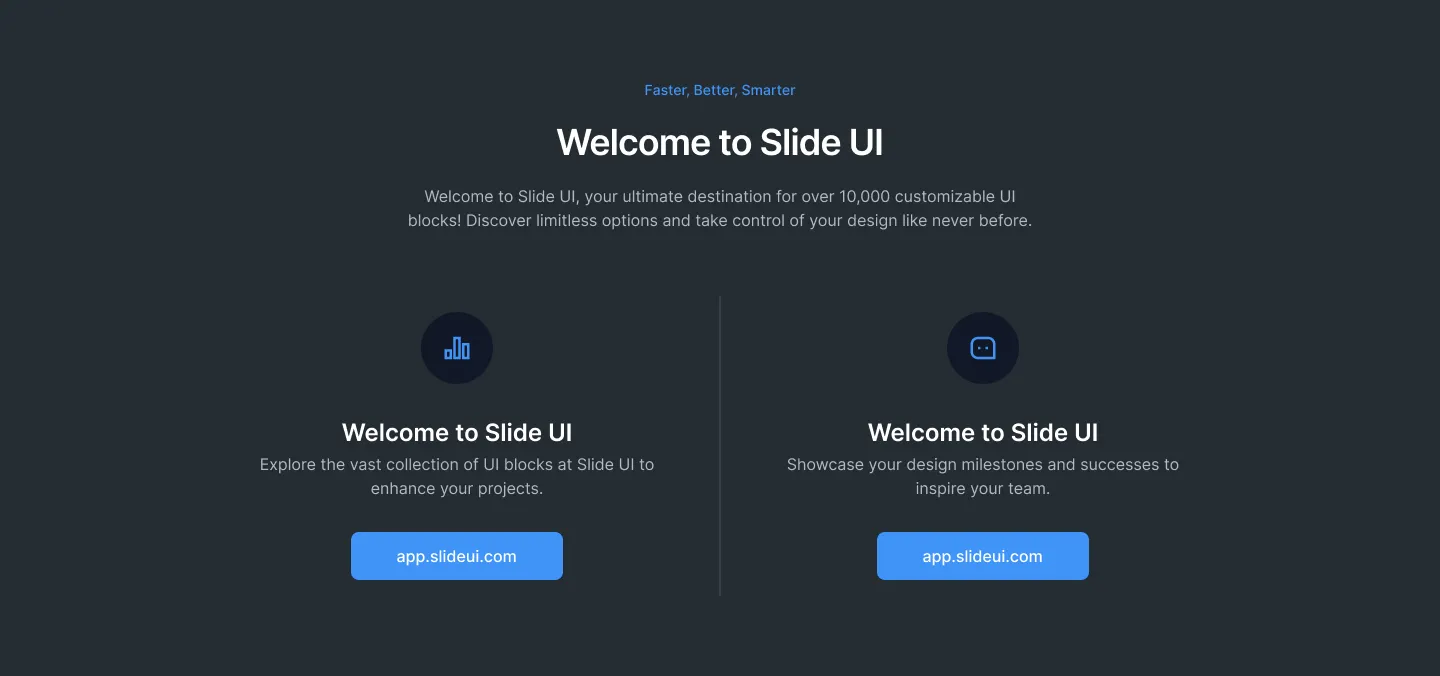 Faster, Better, Smarter
Welcome to Slide UI
Welcome to Slide UI, your ultimate destination for over 10,000 customizable UI
blocks! Discover limitless options and take control of your design like never before.
Welcome to Slide UI
Explore the vast collection of UI blocks at Slide UI to
enhance your projects.
app.slideui.com
Welcome to Slide UI
Showcase your design milestones and successes to
inspire your team.
app.slideui.com